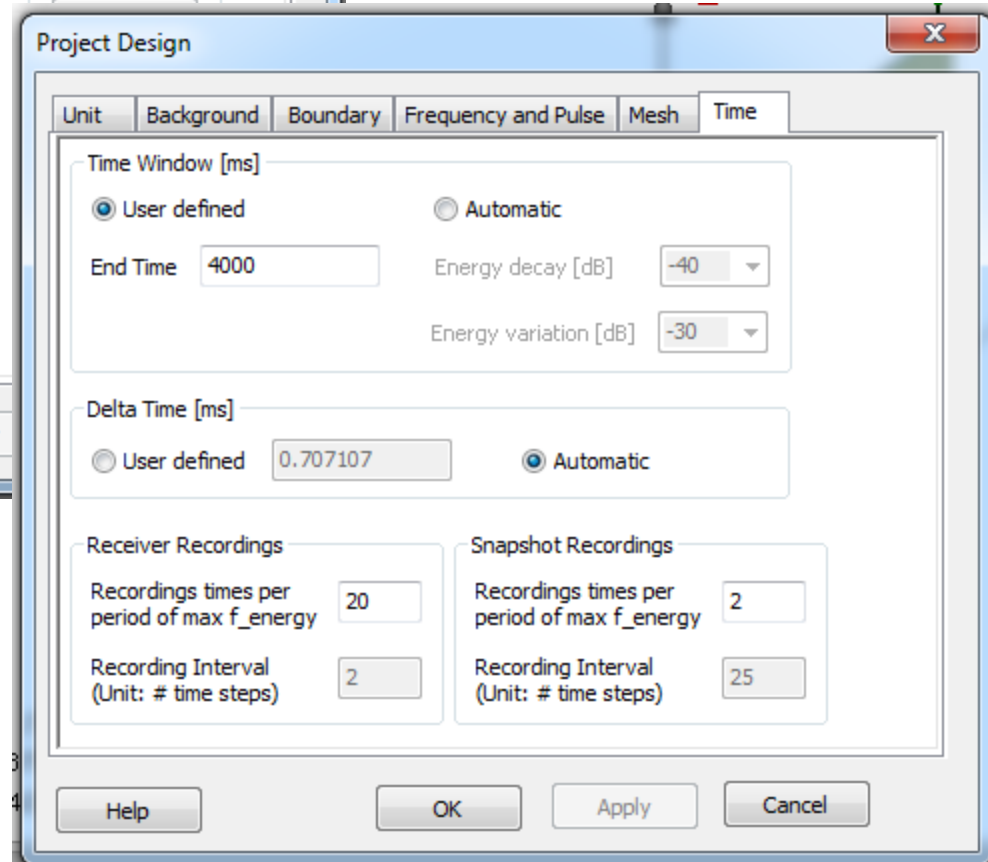 Project Design
x
Unit Background Boundary Frequency and Pulse Mesh Time
Time Window [ms]
User defined Automatic
End Time 4000 Energy decay [dB] -40
Energy variation [dB] -30
Delta Time [ms]
User defined 0.707107 Automatic
Receiver Recordings
Recordings times per
period of max f_energy
20
Recording Interval
(Unit: # time steps)
2
Snapshot Recordings
Recordings times per
period of max f_energy
2
Recording Interval
(Unit: # time steps)
25
Help OK Apply Cancel